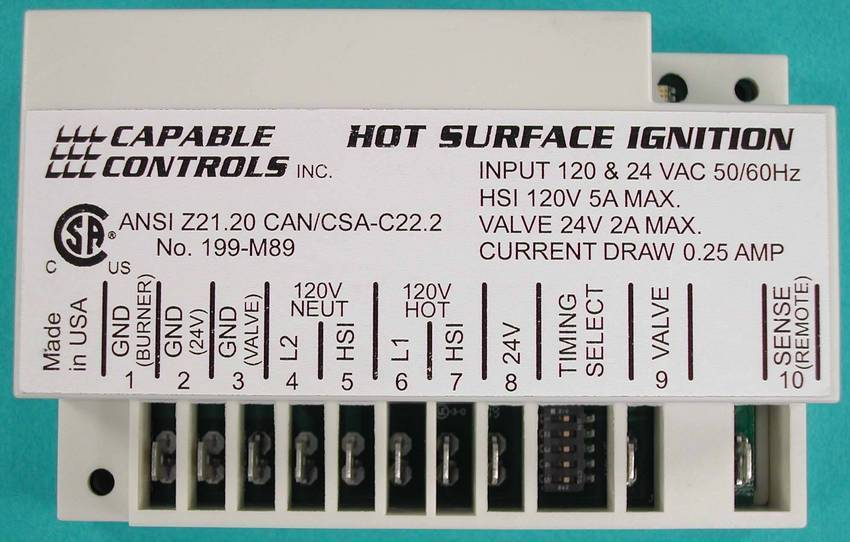 CAPABLE CONTROLS INC.
HOT SURFACE IGNITION
INPUT 120 & 24 VAC 50/60Hz
HSI 120V 5A MAX.
VALVE 24V 2A MAX.
CURRENT DRAW 0.25 AMP
CSA
®
C US
ANSI Z21.20 CAN/CSA-C22.2
No. 199-M89
Made
in USA
GND
(BURNER)
1
GND
(24V)
2
GND
(VALVE)
3
120V
NEUT
L2
4
HSI
5
120V
HOT
L1
6
HSI
7
24V
8
TIMING
SELECT
VALVE
9
SENSE
(REMOTE)
10